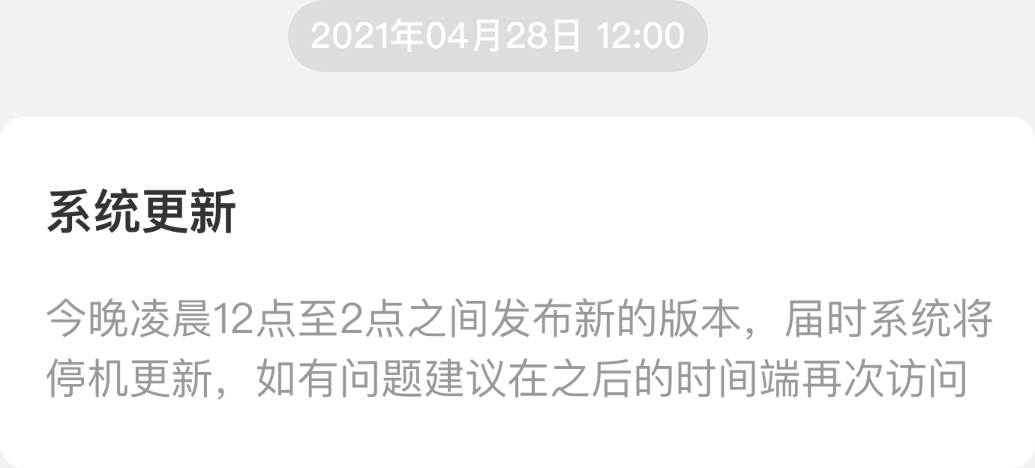 2021年04月28日 12:00
系统更新
今晚凌晨12点至2点之间发布新的版本，届时系统将
停机更新，如有问题建议在之后的时间端再次访问